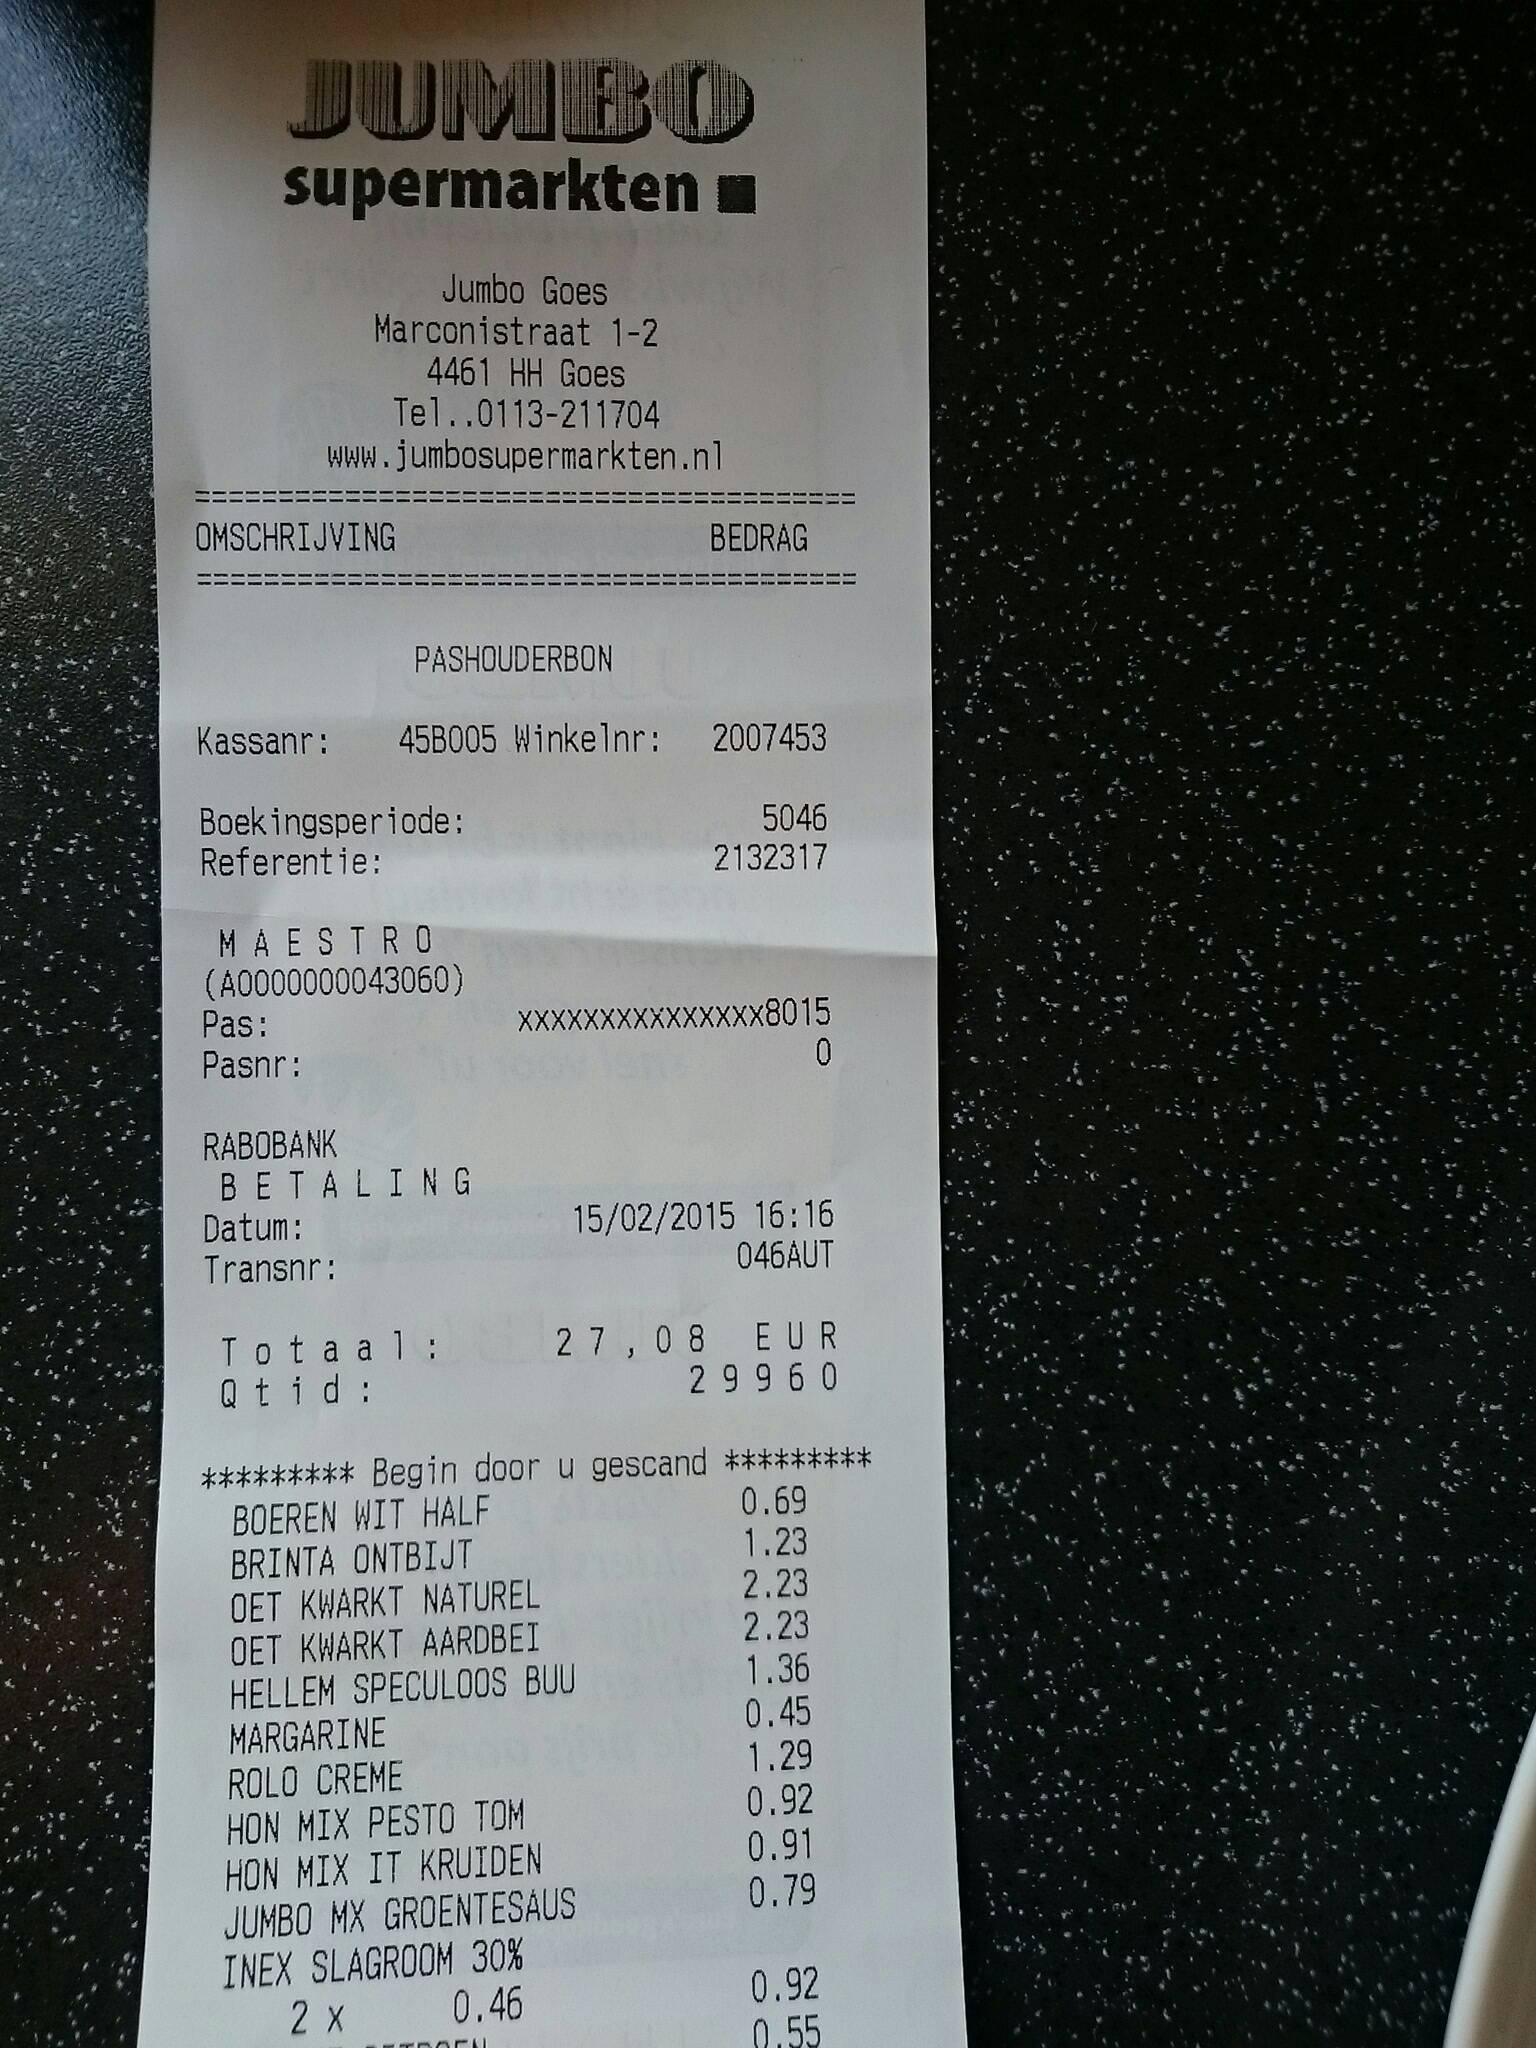 JUMBO
supermarkten
Jumbo Goes
Marconistraat 1-2
4461 HH Goes
Tel..0113-211704
www.jumbosupermarkten.nl
========================================
OMSCHRIJVING BEDRAG
========================================
PASHOUDERBON
Kassanr: 45B005 Winkelnr: 2007453
Boekingsperiode: 5046
Referentie: 2132317
M A E S T R O
(A0000000043060)
Pas: xxxxxxxxxxxxxxx8015
Pasnr: 0
RABOBANK
B E T A L I N G
Datum: 15/02/2015 16:16
Transnr: 046AUT
T o t a a l : 2 7 , 0 8 E U R
Q t i d : 2 9 9 6 0
********* Begin door u gescand *********
BOEREN WIT HALF 0.69
BRINTA ONTBIJT 1.23
OET KWARKT NATUREL 2.23
OET KWARKT AARDBEI 2.23
HELLEM SPECULOOS BUU 1.36
MARGARINE 0.45
ROLO CREME 1.29
HON MIX PESTO TOM 0.92
HON MIX IT KRUIDEN 0.91
JUMBO MX GROENTESAUS 0.79
INEX SLAGROOM 30%
2 x 0.46 0.92
0.55